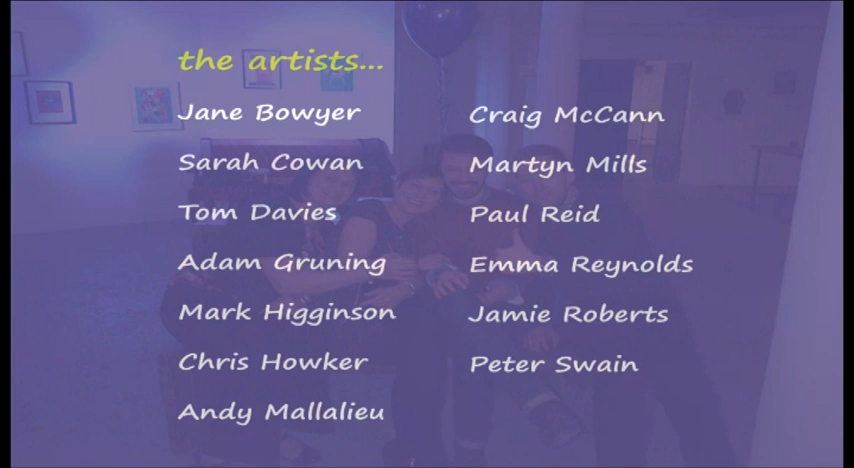 the artists...
Jane Bowyer
Sarah Cowan
Tom Davies
Adam Gruning
Mark Higginson
Chris Howker
Andy Mallalieu
Craig McCann
Martyn Mills
Paul Reid
Emma Reynolds
Jamie Roberts
Peter Swain